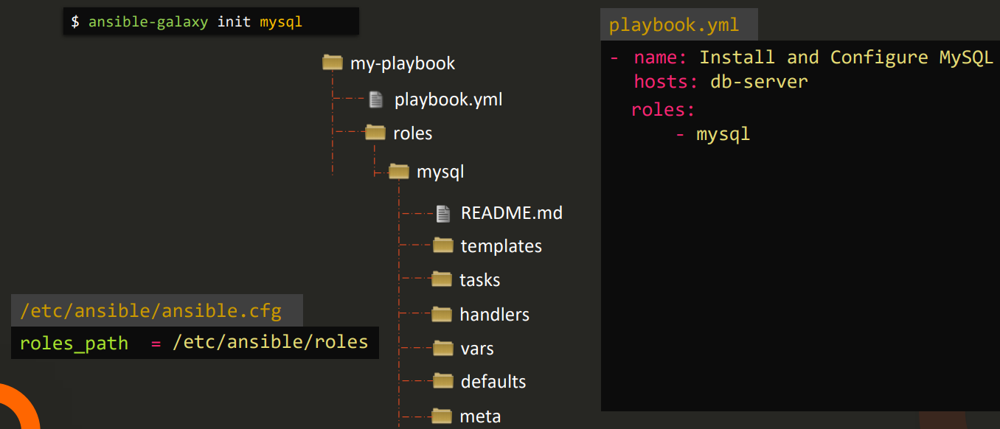 $ ansible-galaxy init mysql
my-playbook
playbook.yml
roles
mysql
README.md
templates
tasks
handlers
vars
defaults
meta
/etc/ansible/ansible.cfg
roles_path = /etc/ansible/roles
playbook.yml
- name: Install and Configure MySQL
hosts: db-server
roles:
- mysql